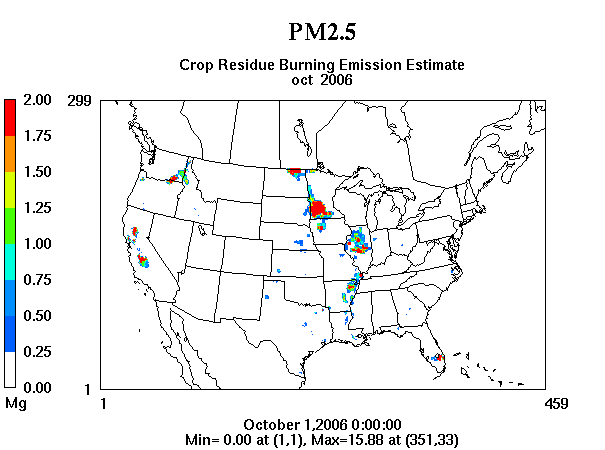 PM2.5
Crop Residue Burning Emission Estimate
oct 2006
299
2.00
1.75
1.50
1.25
1.00
0.75
0.50
0.25
0.00
Mg
1
1
459
October 1,2006 0:00:00
Min= 0.00 at (1,1), Max=15.88 at (351,33)